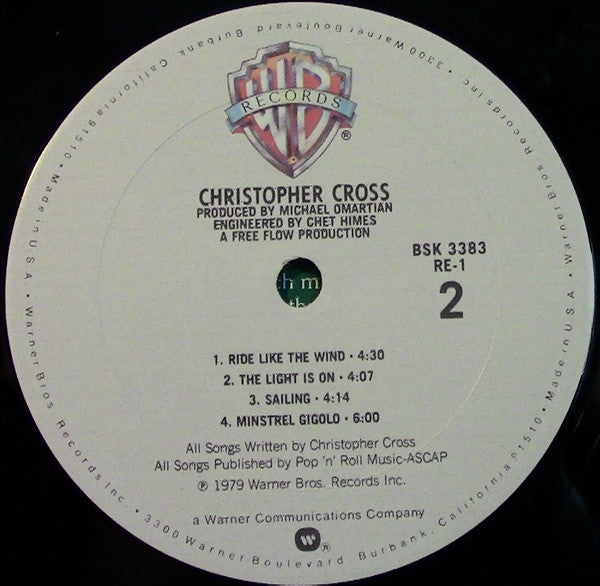 WB
RECORDS
®
CHRISTOPHER CROSS
PRODUCED BY MICHAEL OMARTIAN
ENGINEERED BY CHET HIMES
A FREE FLOW PRODUCTION
BSK 3383
RE-1
2
h m
th
1. RIDE LIKE THE WIND • 4:30
2. THE LIGHT IS ON • 4:07
3. SAILING • 4:14
4. MINSTREL GIGOLO • 6:00
All Songs Written by Christopher Cross
All Songs Published by Pop 'n' Roll Music-ASCAP
℗ 1979 Warner Bros. Records Inc.
a Warner Communications Company
W ®
Warner Bros. Records Inc. • 3300 Warner Boulevard, Burbank, California 91510 • Made in U.S.A. • Warner Bros. Records Inc. • 3300 Warner Boulevard, Burbank, California 91510 • Made in U.S.A. •